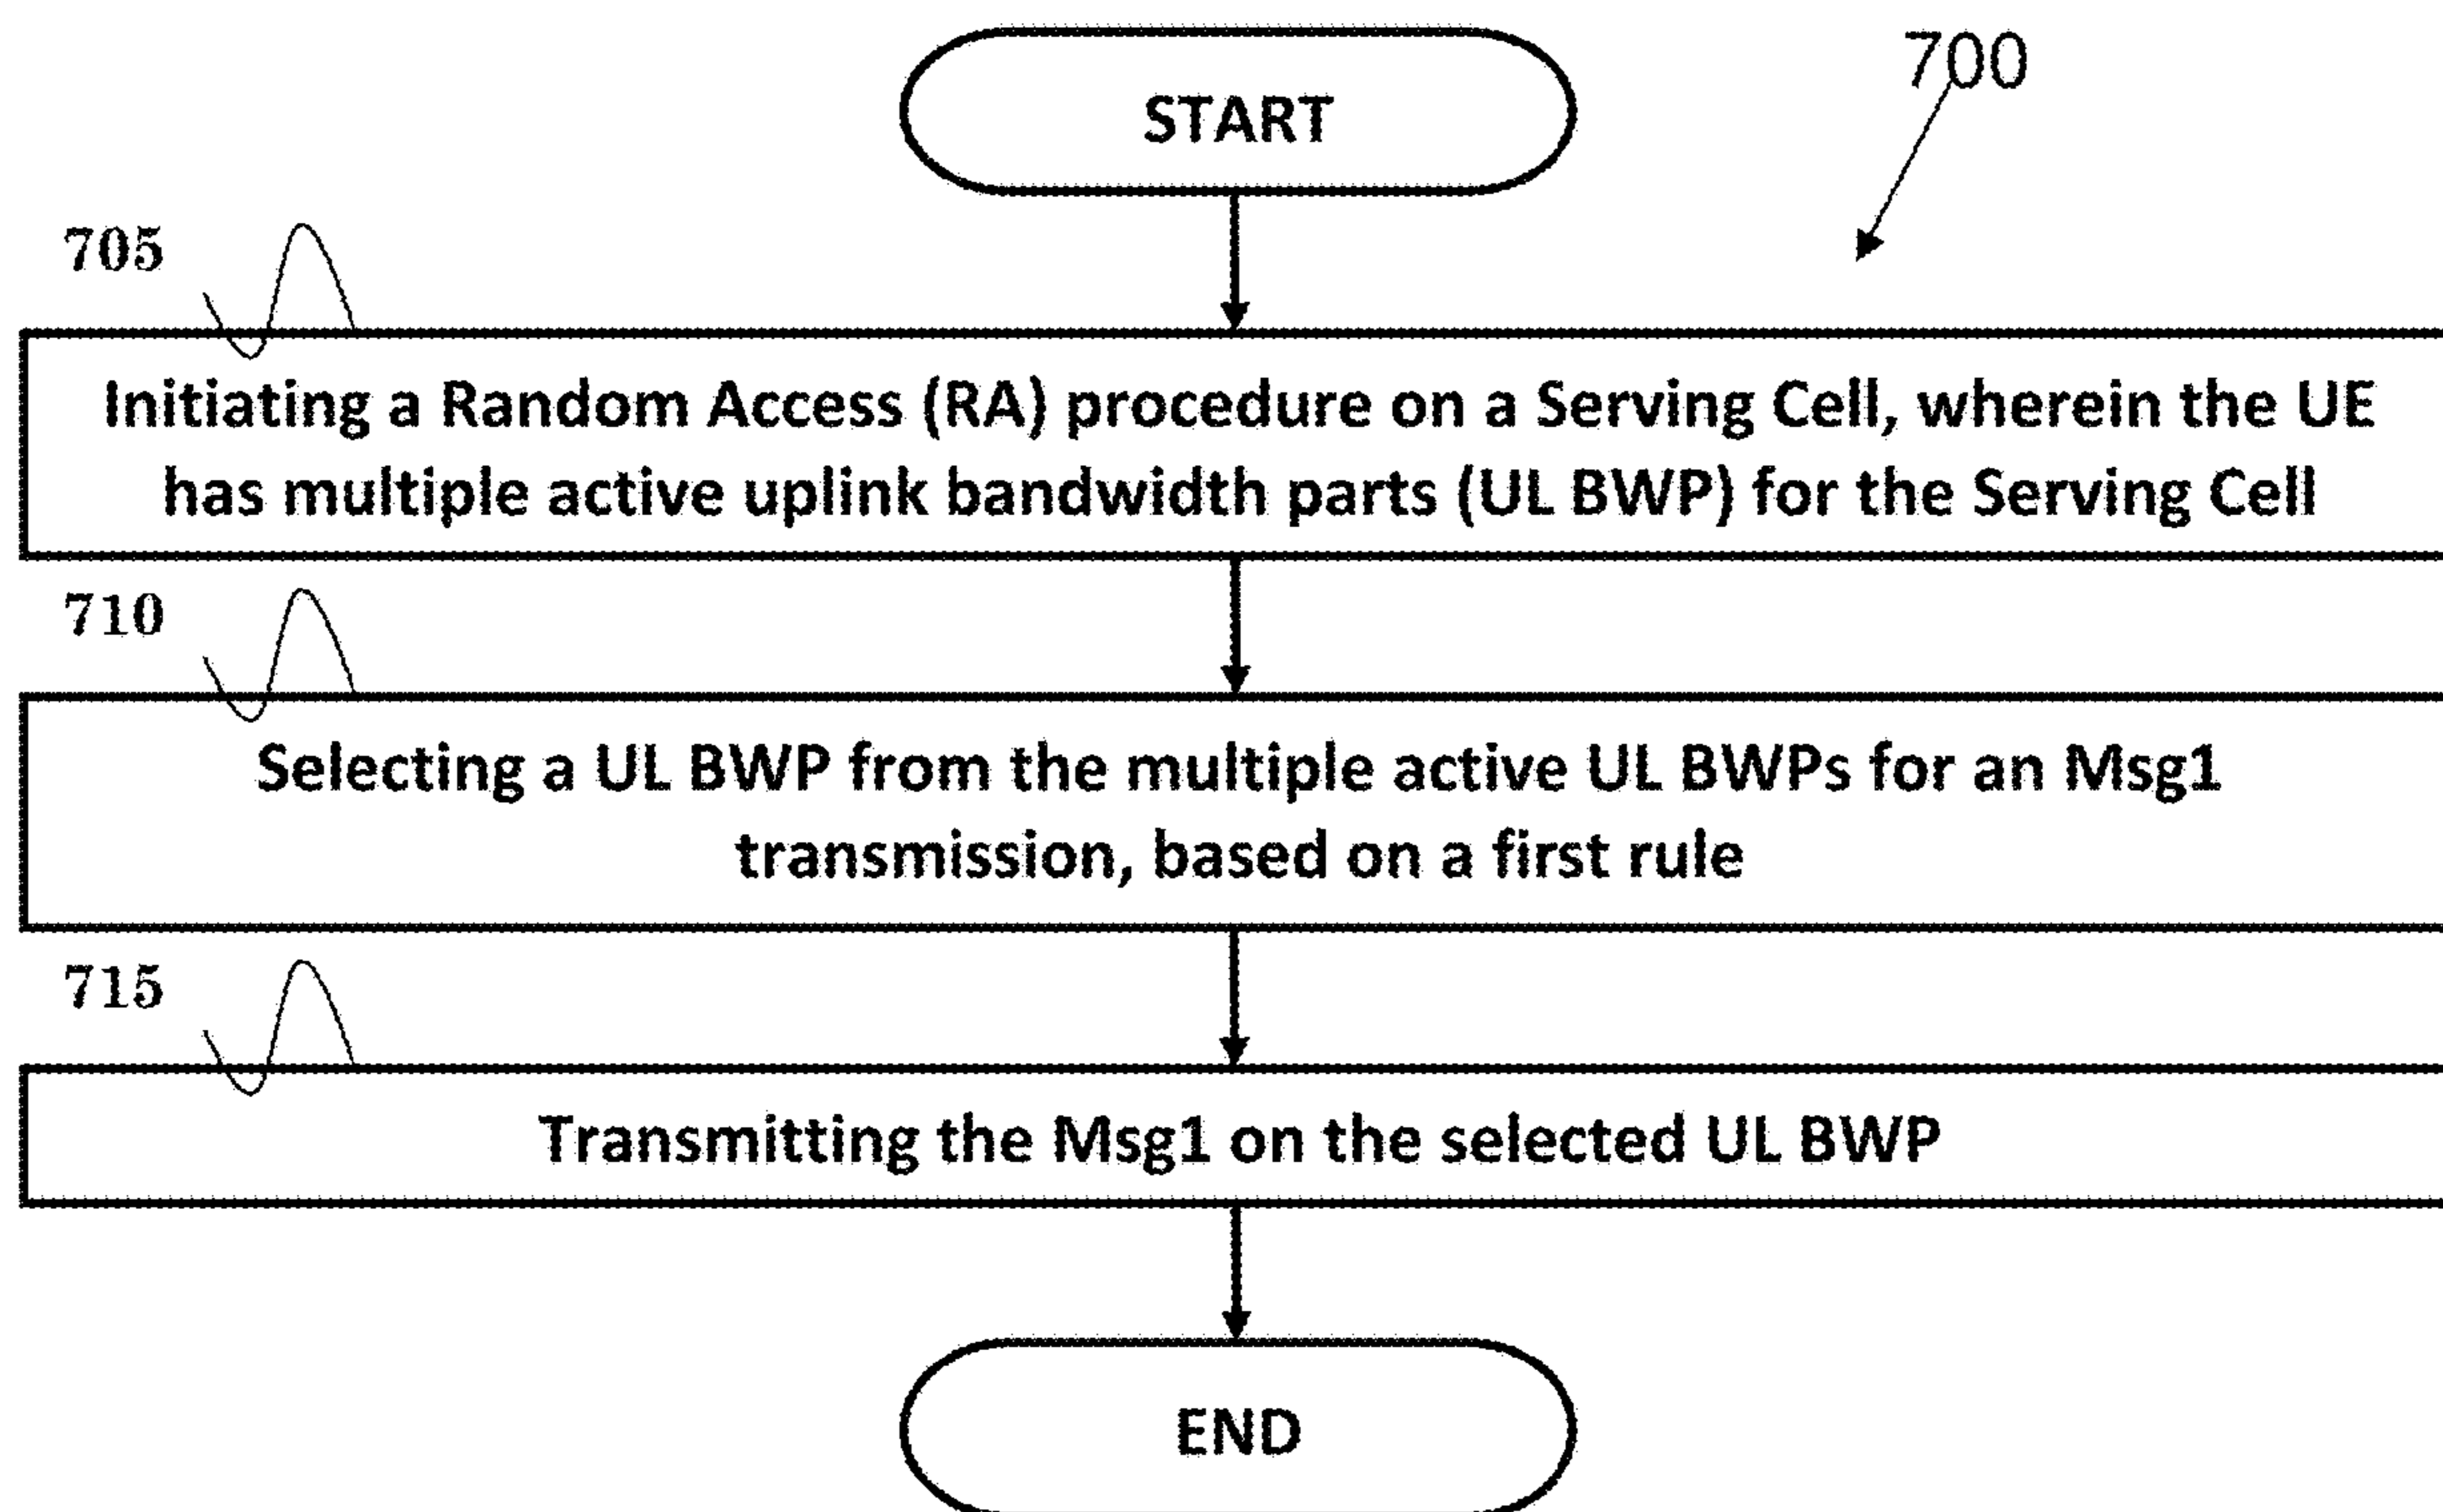 START
700
705
Initiating a Random Access (RA) procedure on a Serving Cell, wherein the UE
has multiple active uplink bandwidth parts (UL BWP) for the Serving Cell
710
Selecting a UL BWP from the multiple active UL BWPs for an Msg1
transmission, based on a first rule
715
Transmitting the Msg1 on the selected UL BWP
END